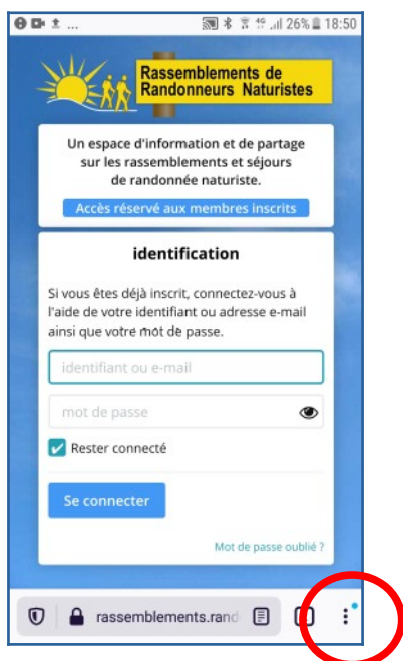 ... 4G 26% 18:50
Rassemblements de
Randonneurs Naturistes
Un espace d'information et de partage
sur les rassemblements et séjours
de randonnée naturiste.
Accès réservé aux membres inscrits
identification
Si vous êtes déjà inscrit, connectez-vous à
l'aide de votre identifiant ou adresse e-mail
ainsi que votre mot de passe.
identifiant ou e-mail
mot de passe
Rester connecté
Se connecter
Mot de passe oublié ?
rassemblements.rand